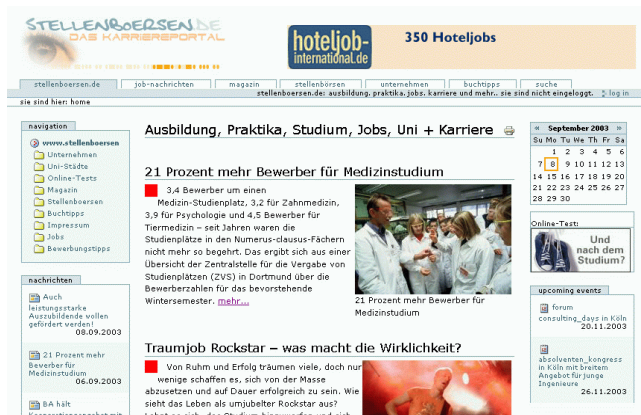 STELLENBOERSEN.DE
DAS KARRIEREPORTAL
hoteljob-
international.de
350 Hoteljobs
stellenboersen.de
job-nachrichten
magazin
stellenbörsen
unternehmen
buchtipps
suche
stellenboersen.de: ausbildung, praktika, jobs, karriere und mehr.. sie sind nicht eingeloggt.
log in
sie sind hier: home
navigation
www.stellenboersen
Unternehmen
Uni-Städte
Online-Tests
Magazin
Stellenboersen
Buchtipps
Impressum
Jobs
Bewerbungstipps
nachrichten
Auch
leistungsstarke
Auszubildende wollen
gefördert werden!
08.09.2003
21 Prozent mehr
Bewerber für
Medizinstudium
06.09.2003
BA hält
Ausbildung, Praktika, Studium, Jobs, Uni + Karriere
21 Prozent mehr Bewerber für Medizinstudium
3,4 Bewerber um einen
Medizin-Studienplatz, 3,2 für Zahnmedizin,
3,9 für Psychologie und 4,5 Bewerber für
Tiermedizin – seit Jahren waren die
Studienplätze in den Numerus-clausus-Fächern
nicht mehr so begehrt. Das ergibt sich aus einer
Übersicht der Zentralstelle für die Vergabe von
Studienplätzen (ZVS) in Dortmund über die
Bewerberzahlen für das bevorstehende
Wintersemester. mehr...
21 Prozent mehr Bewerber für
Medizinstudium
Traumjob Rockstar – was macht die Wirklichkeit?
Von Ruhm und Erfolg träumen viele, doch nur
wenige schaffen es, sich von der Masse
abzusetzen und auf Dauer erfolgreich zu sein. Wie
sieht das Leben als umjubelter Rockstar aus?
« September 2003 »
Su Mo Tu We Th Fr Sa
1 2 3 4 5 6
7 8 9 10 11 12 13
14 15 16 17 18 19 20
21 22 23 24 25 26 27
28 29 30
Online-Test:
Und
nach dem
Studium?
upcoming events
forum
consulting_days in Köln
20.11.2003
absolventen_kongress
in Köln mit breitem
Angebot für junge
Ingenieure
26.11.2003